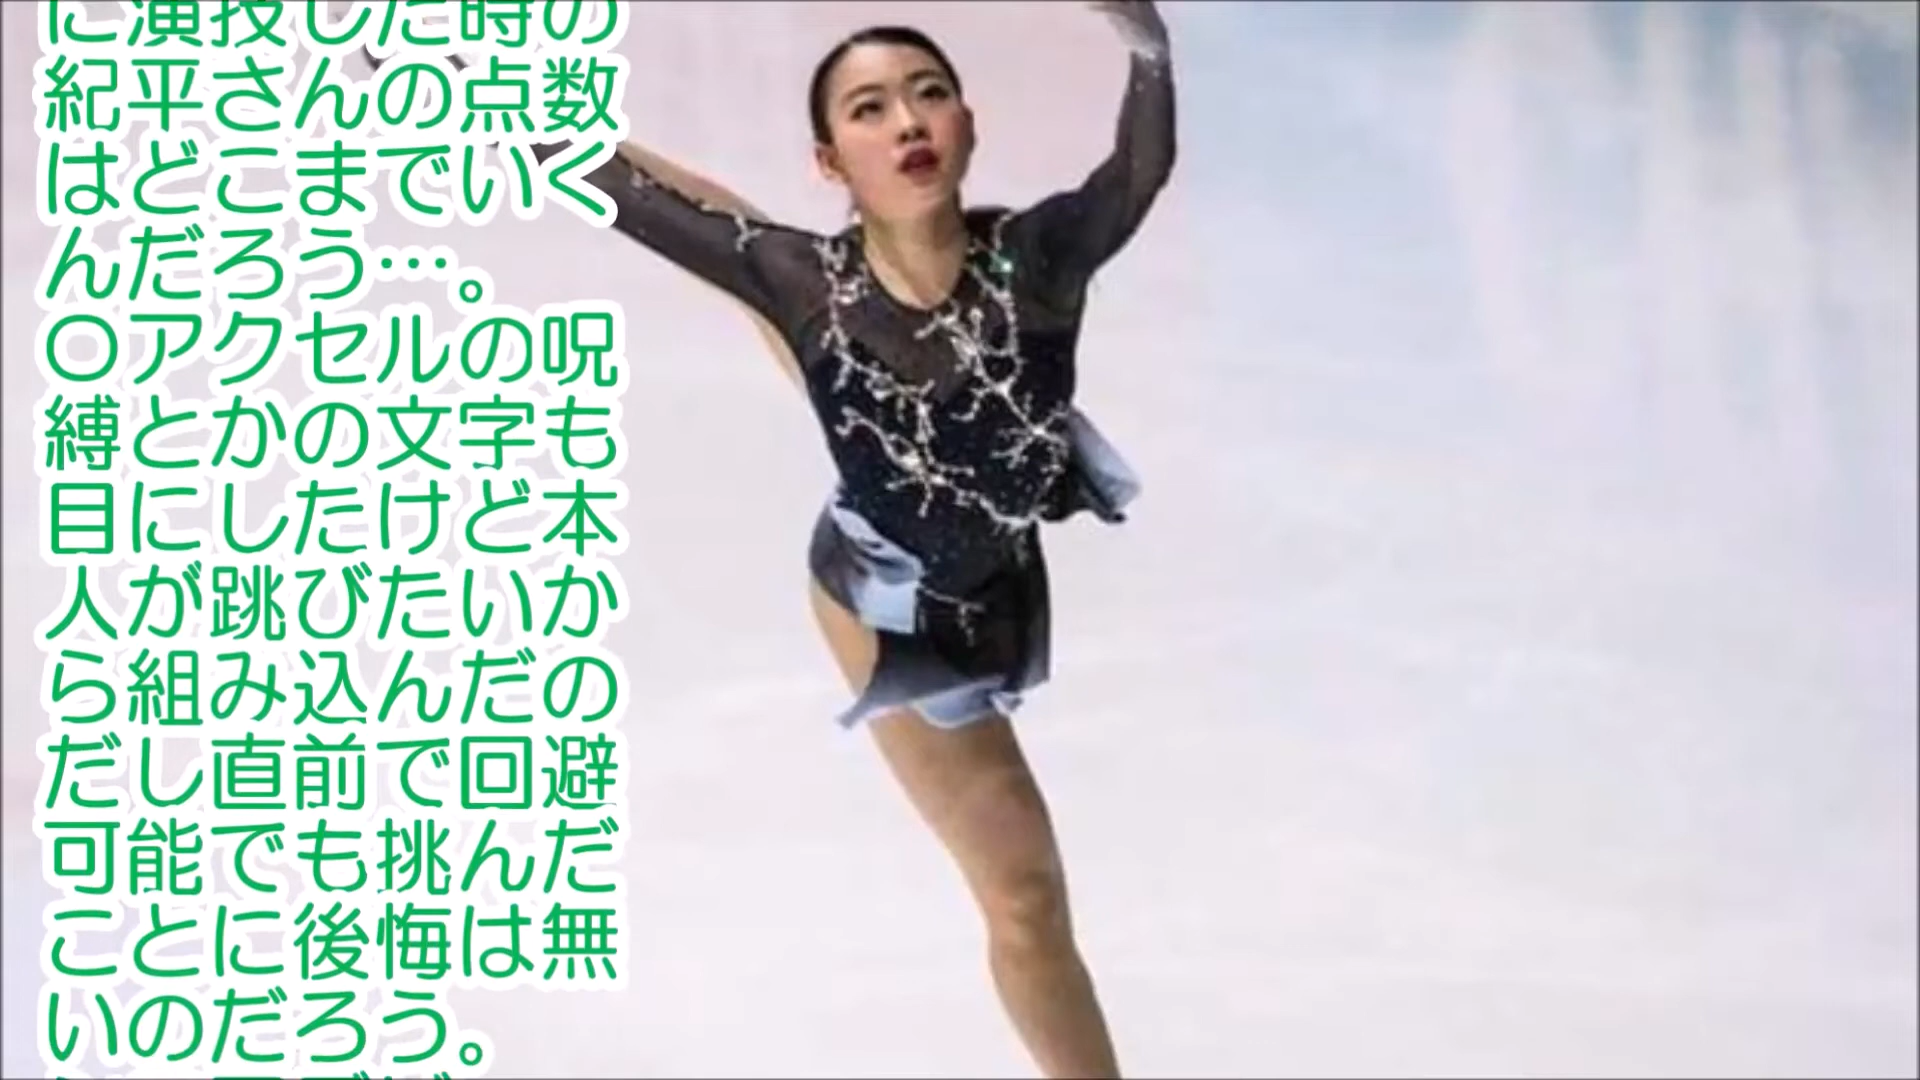 に演技した時の
紀平さんの点数
はどこまでいく
んだろう…。
〇アクセルの呪
縛とかの文字も
目にしたけど本
人が跳びたいか
ら組み込んだの
だし直前で回避
可能でも挑んだ
ことに後悔は無
いのだろう。